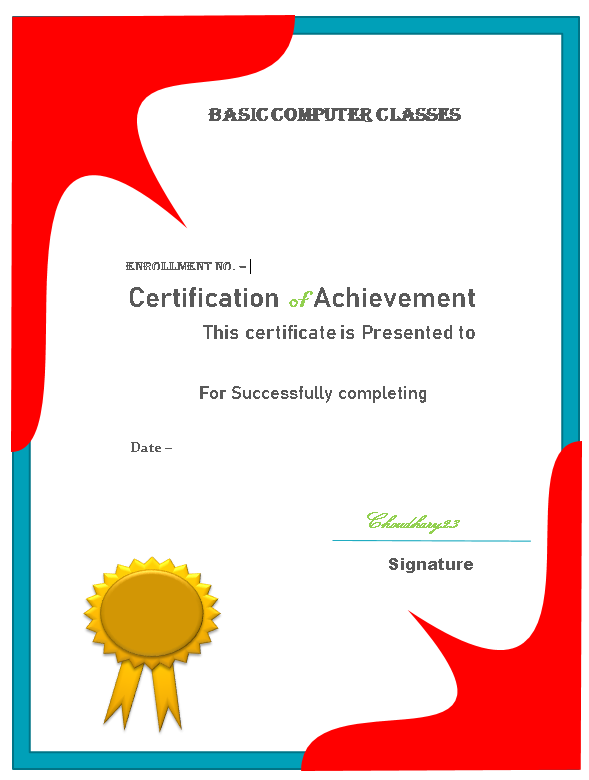 BASIC COMPUTER CLASSES
ENROLLMENT NO. –
Certification of Achievement
This certificate is Presented to
For Successfully completing
Date –
Choudhary23
Signature